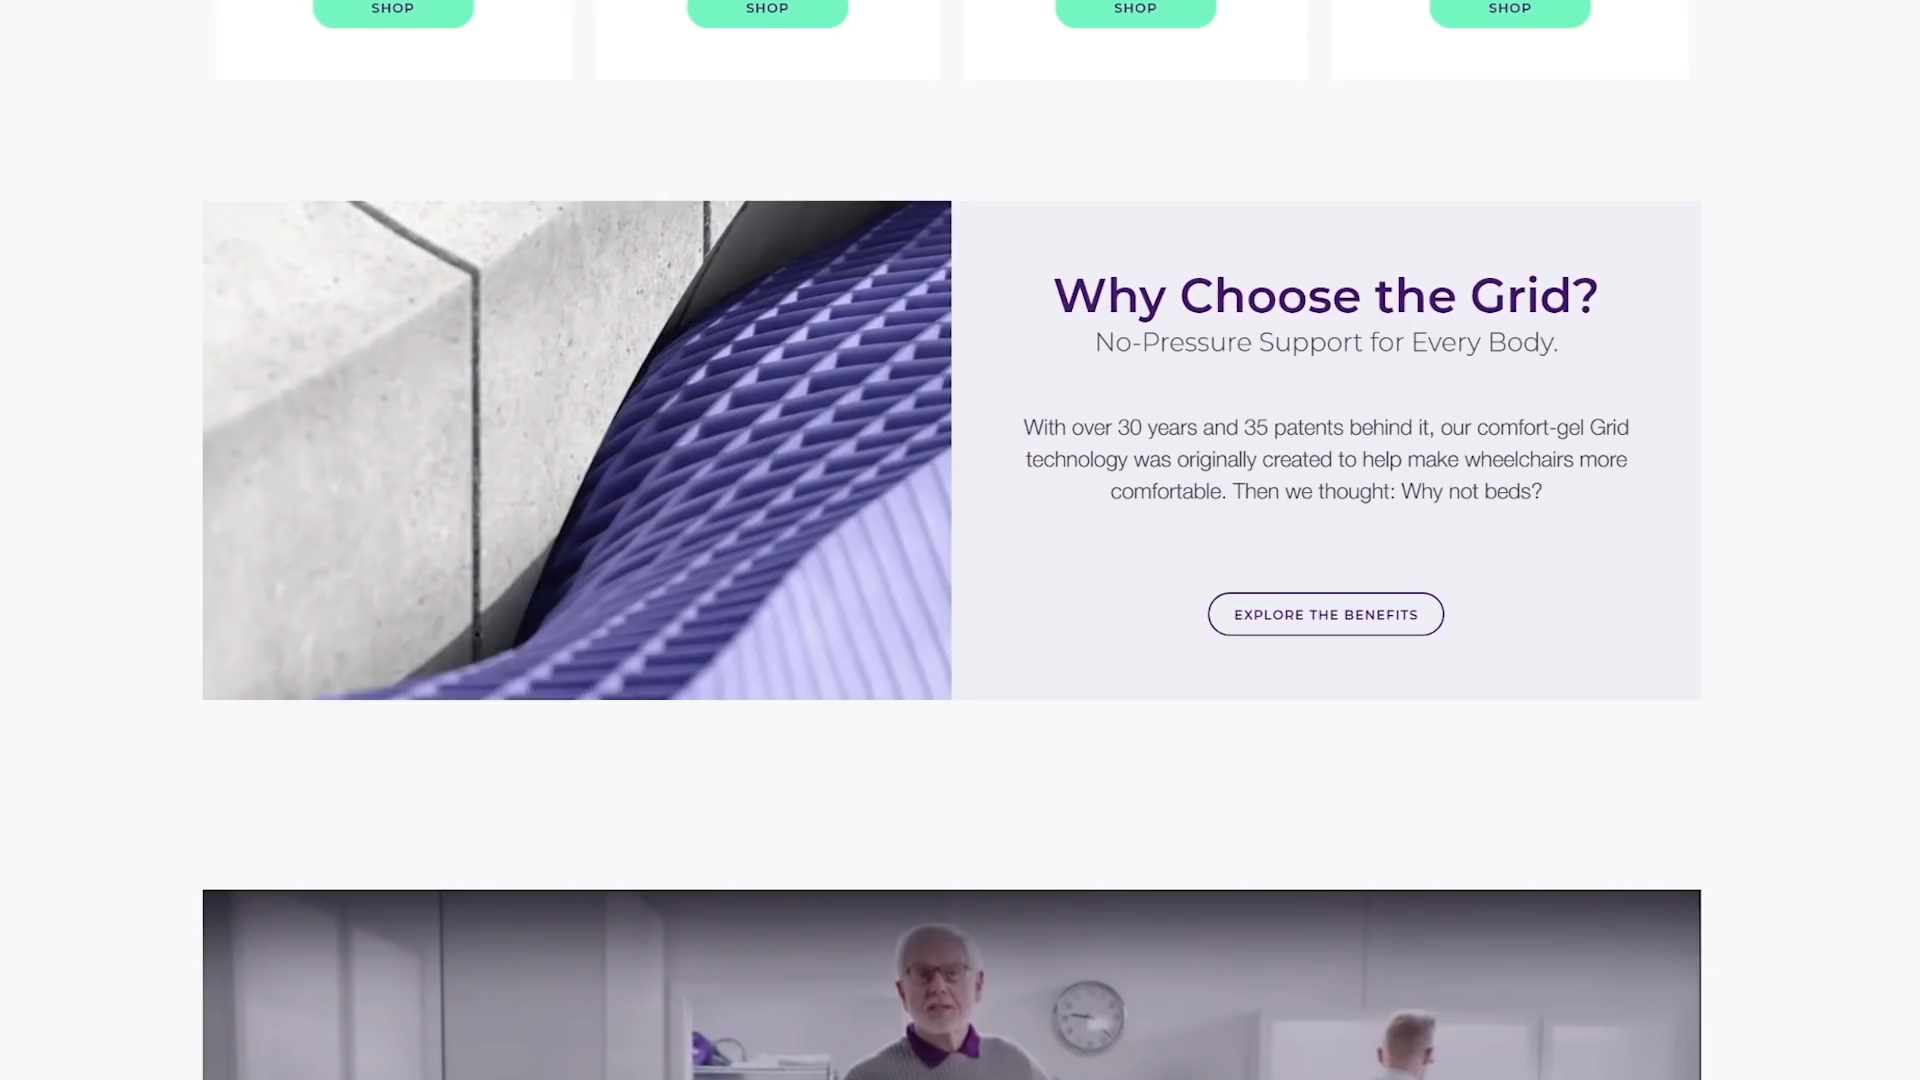 SHOP SHOP SHOP SHOP
Why Choose the Grid?
No-Pressure Support for Every Body.
With over 30 years and 35 patents behind it, our comfort-gel Grid
technology was originally created to help make wheelchairs more
comfortable. Then we thought: Why not beds?
EXPLORE THE BENEFITS